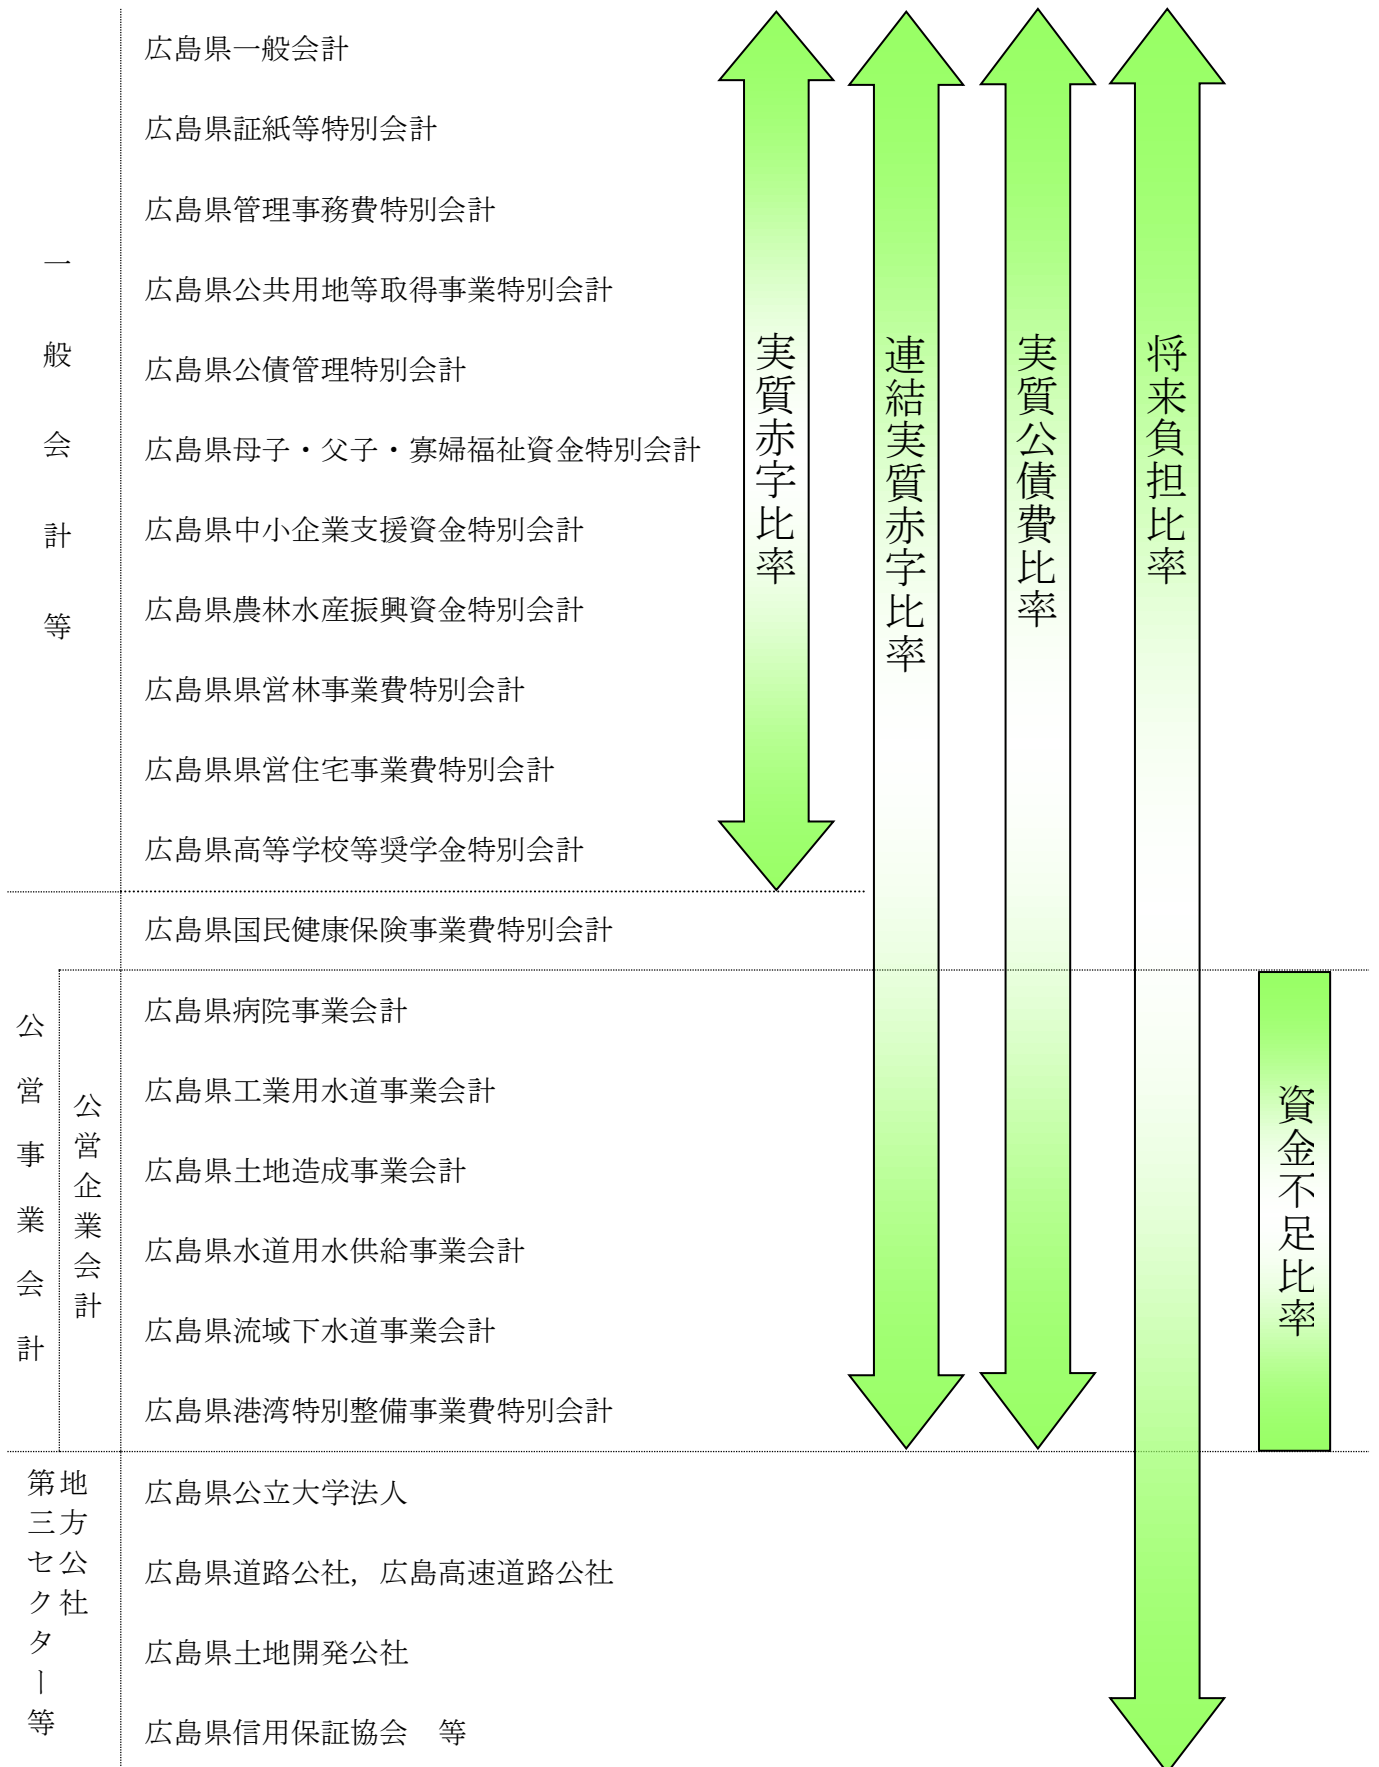 一般会計等
広島県一般会計
広島県証紙等特別会計
広島県管理事務費特別会計
広島県公共用地等取得事業特別会計
広島県公債管理特別会計
広島県母子・父子・寡婦福祉資金特別会計
広島県中小企業支援資金特別会計
広島県農林水産振興資金特別会計
広島県県営林事業費特別会計
広島県県営住宅事業費特別会計
広島県高等学校等奨学金特別会計
実質赤字比率
連結実質赤字比率
実質公債費比率
将来負担比率
公営事業会計
広島県国民健康保険事業費特別会計
公営企業会計
広島県病院事業会計
広島県工業用水道事業会計
広島県土地造成事業会計
広島県水道用水供給事業会計
広島県流域下水道事業会計
広島県港湾特別整備事業費特別会計
資金不足比率
地方公社
第三セクター等
広島県公立大学法人
広島県道路公社，広島高速道路公社
広島県土地開発公社
広島県信用保証協会　等